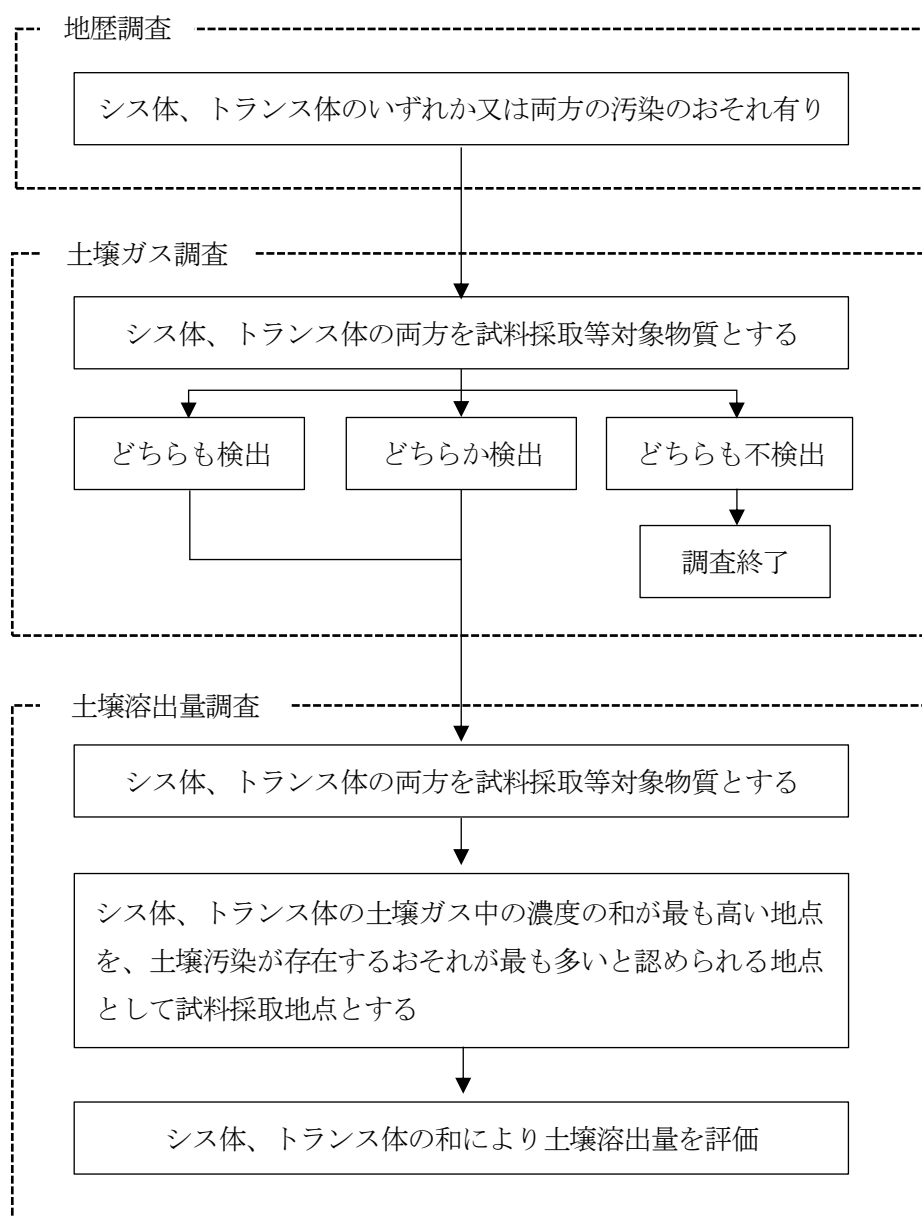 地歴調査
シス体、トランス体のいずれか又は両方の汚染のおそれ有り
土壌ガス調査
シス体、トランス体の両方を試料採取等対象物質とする
どちらも検出
どちらか検出
どちらも不検出
調査終了
土壌溶出量調査
シス体、トランス体の両方を試料採取等対象物質とする
シス体、トランス体の土壌ガス中の濃度の和が最も高い地点
を、土壌汚染が存在するおそれが最も多いと認められる地点
として試料採取地点とする
シス体、トランス体の和により土壌溶出量を評価